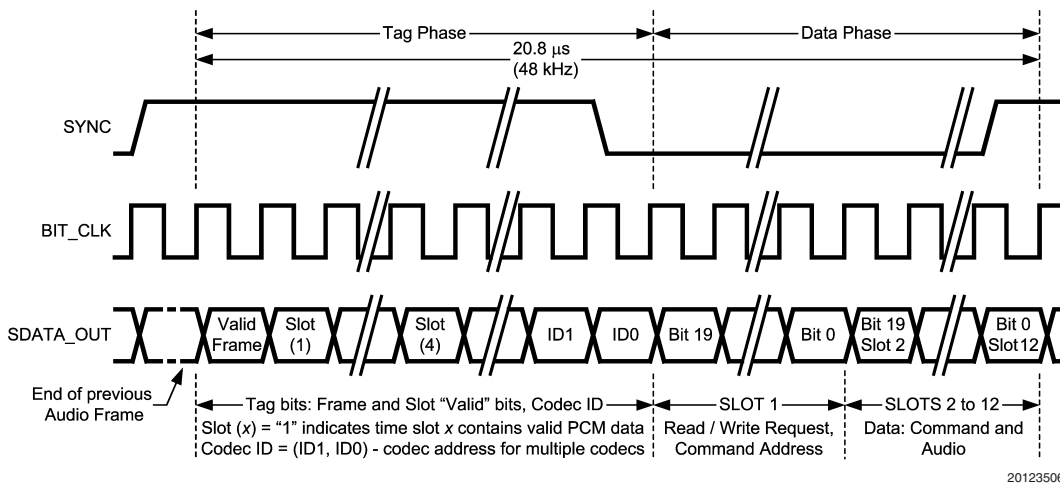 Tag Phase
Data Phase
20.8 μs
(48 kHz)
SYNC
BIT_CLK
SDATA_OUT
Valid
Frame
Slot
(1)
Slot
(4)
ID1
ID0
Bit 19
Bit 0
Bit 19
Slot 2
Bit 0
Slot 12
End of previous
Audio Frame
Tag bits: Frame and Slot “Valid” bits, Codec ID
Slot (x) = “1” indicates time slot x contains valid PCM data
Codec ID = (ID1, ID0) - codec address for multiple codecs
SLOT 1
Read / Write Request,
Command Address
SLOTS 2 to 12
Data: Command and
Audio
20123506